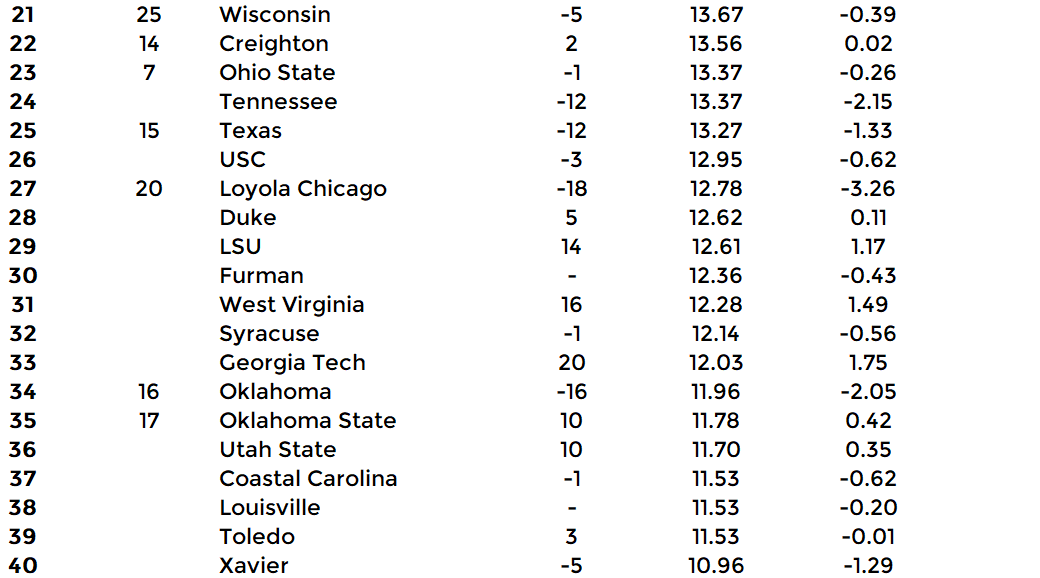 21 25 Wisconsin -5 13.67 -0.39
22 14 Creighton 2 13.56 0.02
23 7 Ohio State -1 13.37 -0.26
24 Tennessee -12 13.37 -2.15
25 15 Texas -12 13.27 -1.33
26 USC -3 12.95 -0.62
27 20 Loyola Chicago -18 12.78 -3.26
28 Duke 5 12.62 0.11
29 LSU 14 12.61 1.17
30 Furman - 12.36 -0.43
31 West Virginia 16 12.28 1.49
32 Syracuse -1 12.14 -0.56
33 Georgia Tech 20 12.03 1.75
34 16 Oklahoma -16 11.96 -2.05
35 17 Oklahoma State 10 11.78 0.42
36 Utah State 10 11.70 0.35
37 Coastal Carolina -1 11.53 -0.62
38 Louisville - 11.53 -0.20
39 Toledo 3 11.53 -0.01
40 Xavier -5 10.96 -1.29